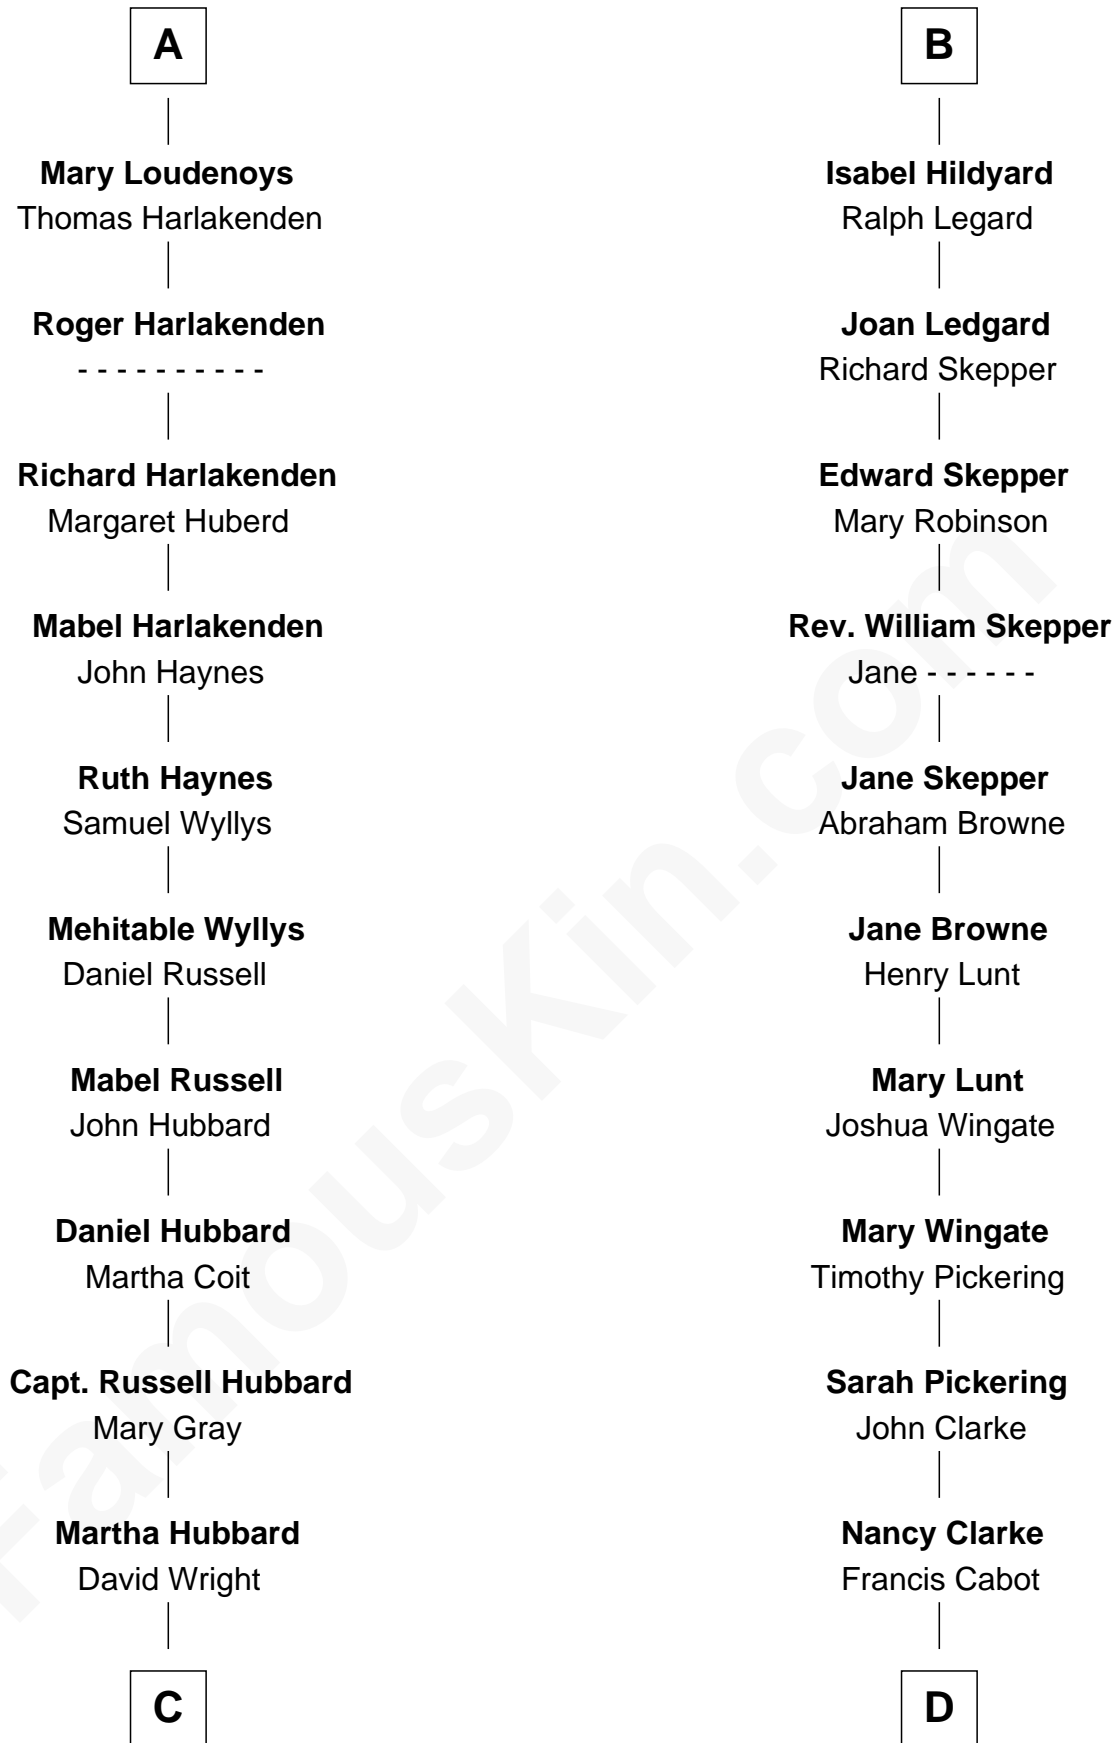 A
Mary Loudenoys
Thomas Harlakenden
Roger Harlakenden
- - - - - - - - - -
Richard Harlakenden
Margaret Huberd
Mabel Harlakenden
John Haynes
Ruth Haynes
Samuel Wyllys
Mehitable Wyllys
Daniel Russell
Mabel Russell
John Hubbard
Daniel Hubbard
Martha Coit
Capt. Russell Hubbard
Mary Gray
Martha Hubbard
David Wright
C
B
Isabel Hildyard
Ralph Legard
Joan Ledgard
Richard Skepper
Edward Skepper
Mary Robinson
Rev. William Skepper
Jane - - - - - -
Jane Skepper
Abraham Browne
Jane Browne
Henry Lunt
Mary Lunt
Joshua Wingate
Mary Wingate
Timothy Pickering
Sarah Pickering
John Clarke
Nancy Clarke
Francis Cabot
D
FamousKin.com